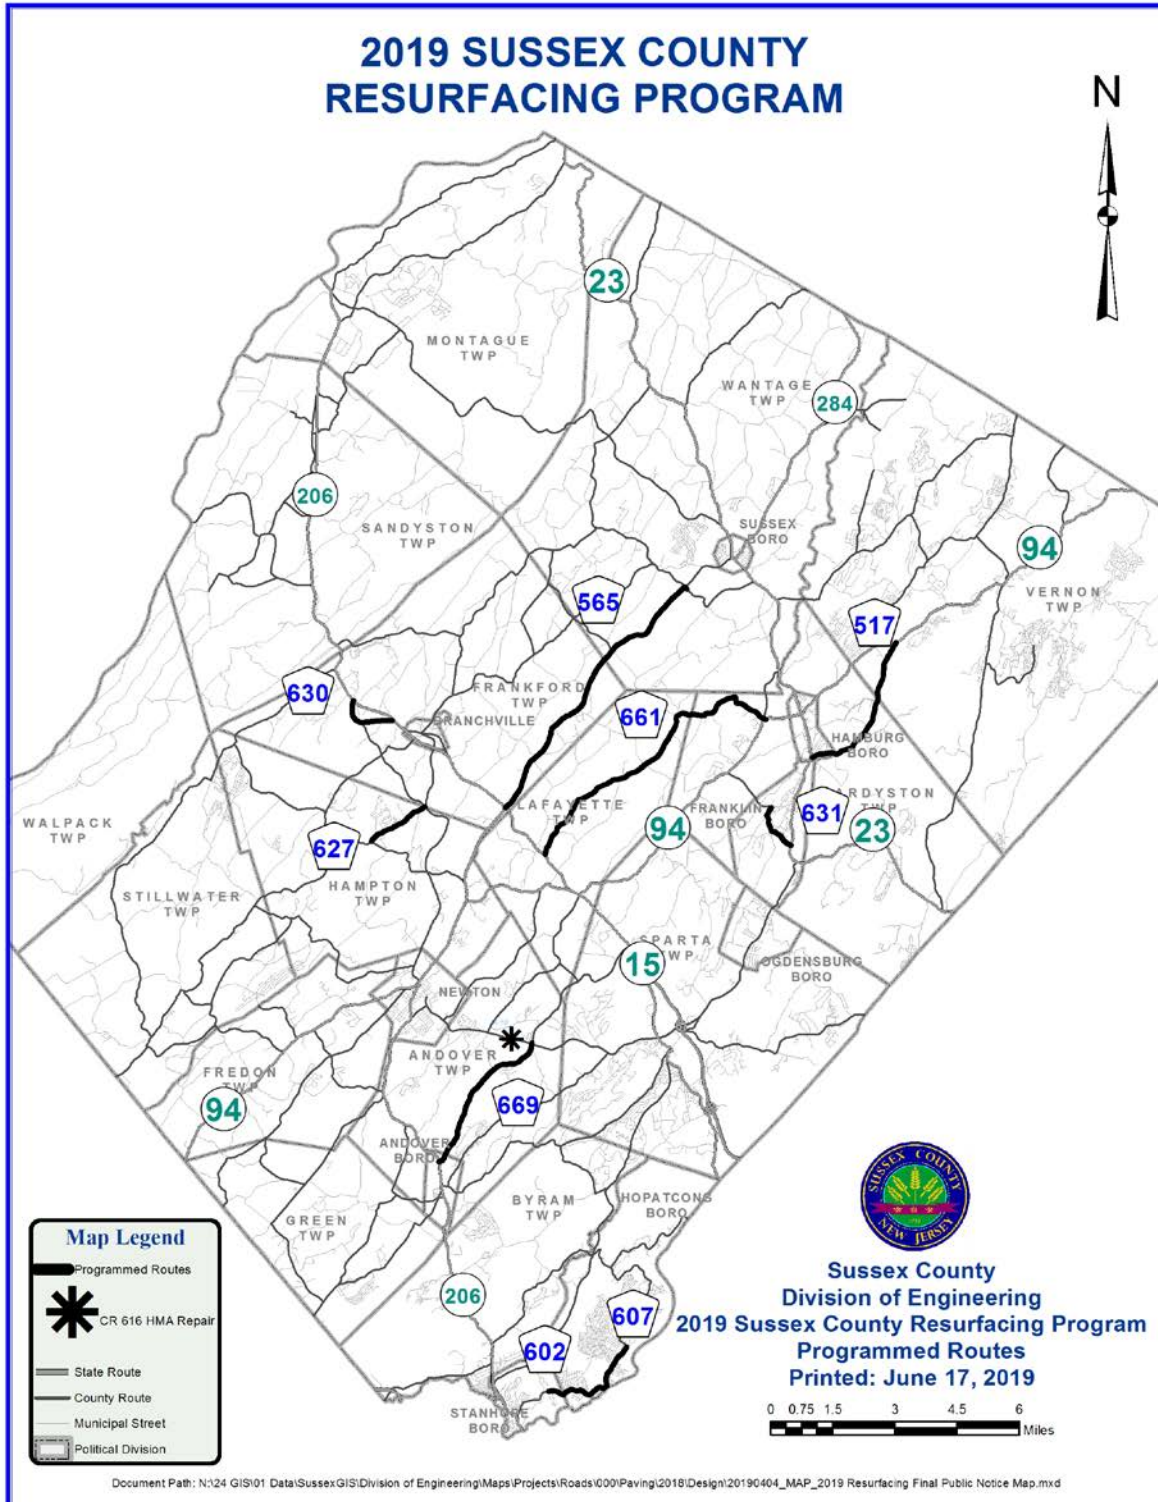 2019 SUSSEX COUNTY
RESURFACING PROGRAM
N
23
MONTAGUE
TWP
WANTAGE
TWP
284
206
SANDYSTON
TWP
SUSSEX
BORO
94
VERNON
TWP
565
517
630
FRANKFORD
TWP
BRANCHVILLE
661
HAMBURG
BORO
LAFAYETTE
TWP
FRANKLIN
BORO
94
631
ARDYSTON
TWP
23
WALPACK
TWP
627
HAMPTON
TWP
STILLWATER
TWP
SPARTA
TWP
15
OGDENSBURG
BORO
NEWTON
ANDOVER
TWP
FREDON
TWP
94
669
ANDOVER
BORO
BYRAM
TWP
HOPATCONG
BORO
GREEN
TWP
206
607
602
STANHOPE
BORO
Map Legend
Programmed Routes
CR 616 HMA Repair
State Route
County Route
Municipal Street
Political Division
SUSSEX COUNTY
NEW JERSEY
Sussex County
Division of Engineering
2019 Sussex County Resurfacing Program
Programmed Routes
Printed: June 17, 2019
0 0.75 1.5 3 4.5 6
Miles
Document Path: N:\24 GIS\01 Data\SussexGIS\Division of Engineering\Maps\Projects\Roads\000\Paving\2018\Design\20190404_MAP_2019 Resurfacing Final Public Notice Map.mxd